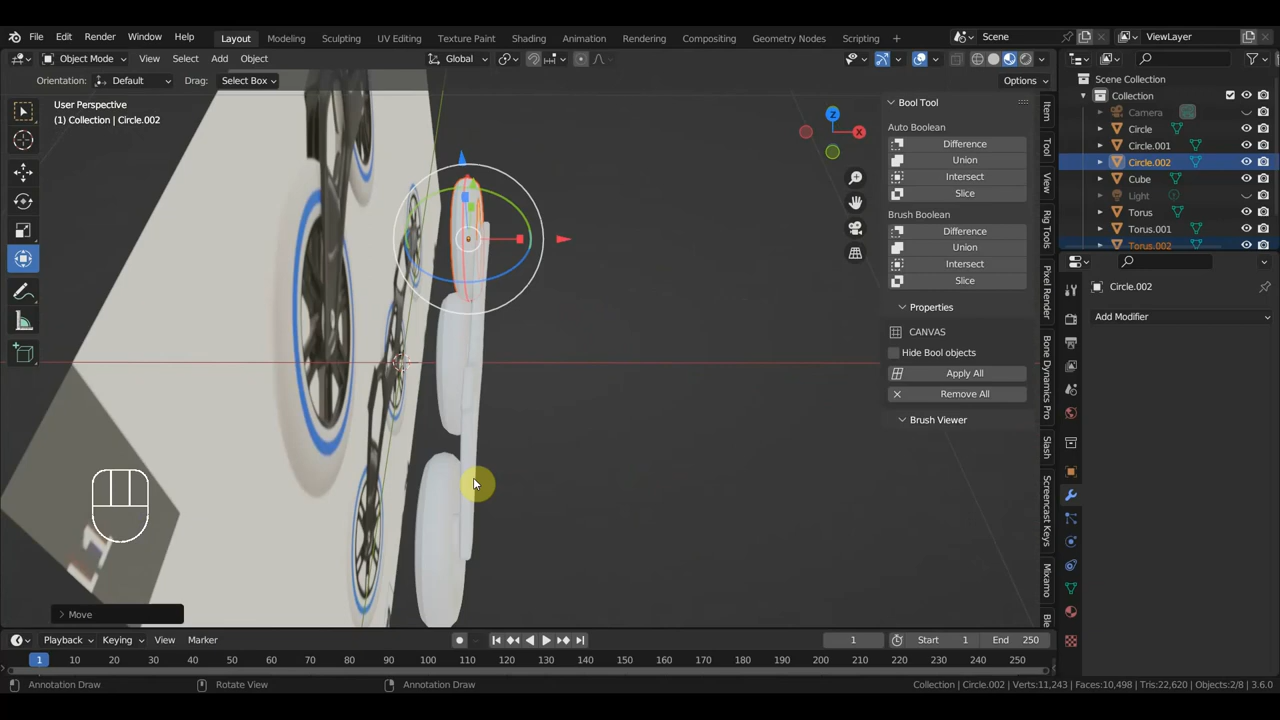 File Edit Render Window Help
Layout Modeling Sculpting UV Editing Texture Paint Shading Animation Rendering Compositing Geometry Nodes Scripting +
Scene ViewLayer
Object Mode View Select Add Object Global Options
Orientation: Default Drag: Select Box
User Perspective
(1) Collection | Circle.002
Z
X
Scene Collection
Collection
Camera
Circle
Circle.001
Circle.002
Cube
Light
Torus
Torus.001
Torus.002
Bool Tool
Auto Boolean
Difference
Union
Intersect
Slice
Brush Boolean
Difference
Union
Intersect
Slice
Properties
CANVAS
Hide Bool objects
Apply All
Remove All
Brush Viewer
Item
Tool
View
Rig Tools
Pixel Render
Bone Dynamics Pro
Slash
Screencast Keys
Mixamo
Circle.002
Add Modifier
Move
Playback Keying View Marker 1 Start 1 End 250
1 10 20 30 40 50 60 70 80 90 100 110 120 130 140 150 160 170 180 190 200 210 220 230 240 250
Annotation Draw Rotate View Annotation Draw Collection | Circle.002 | Verts:11,243 | Faces:10,498 | Tris:22,620 | Objects:2/8 | 3.6.0